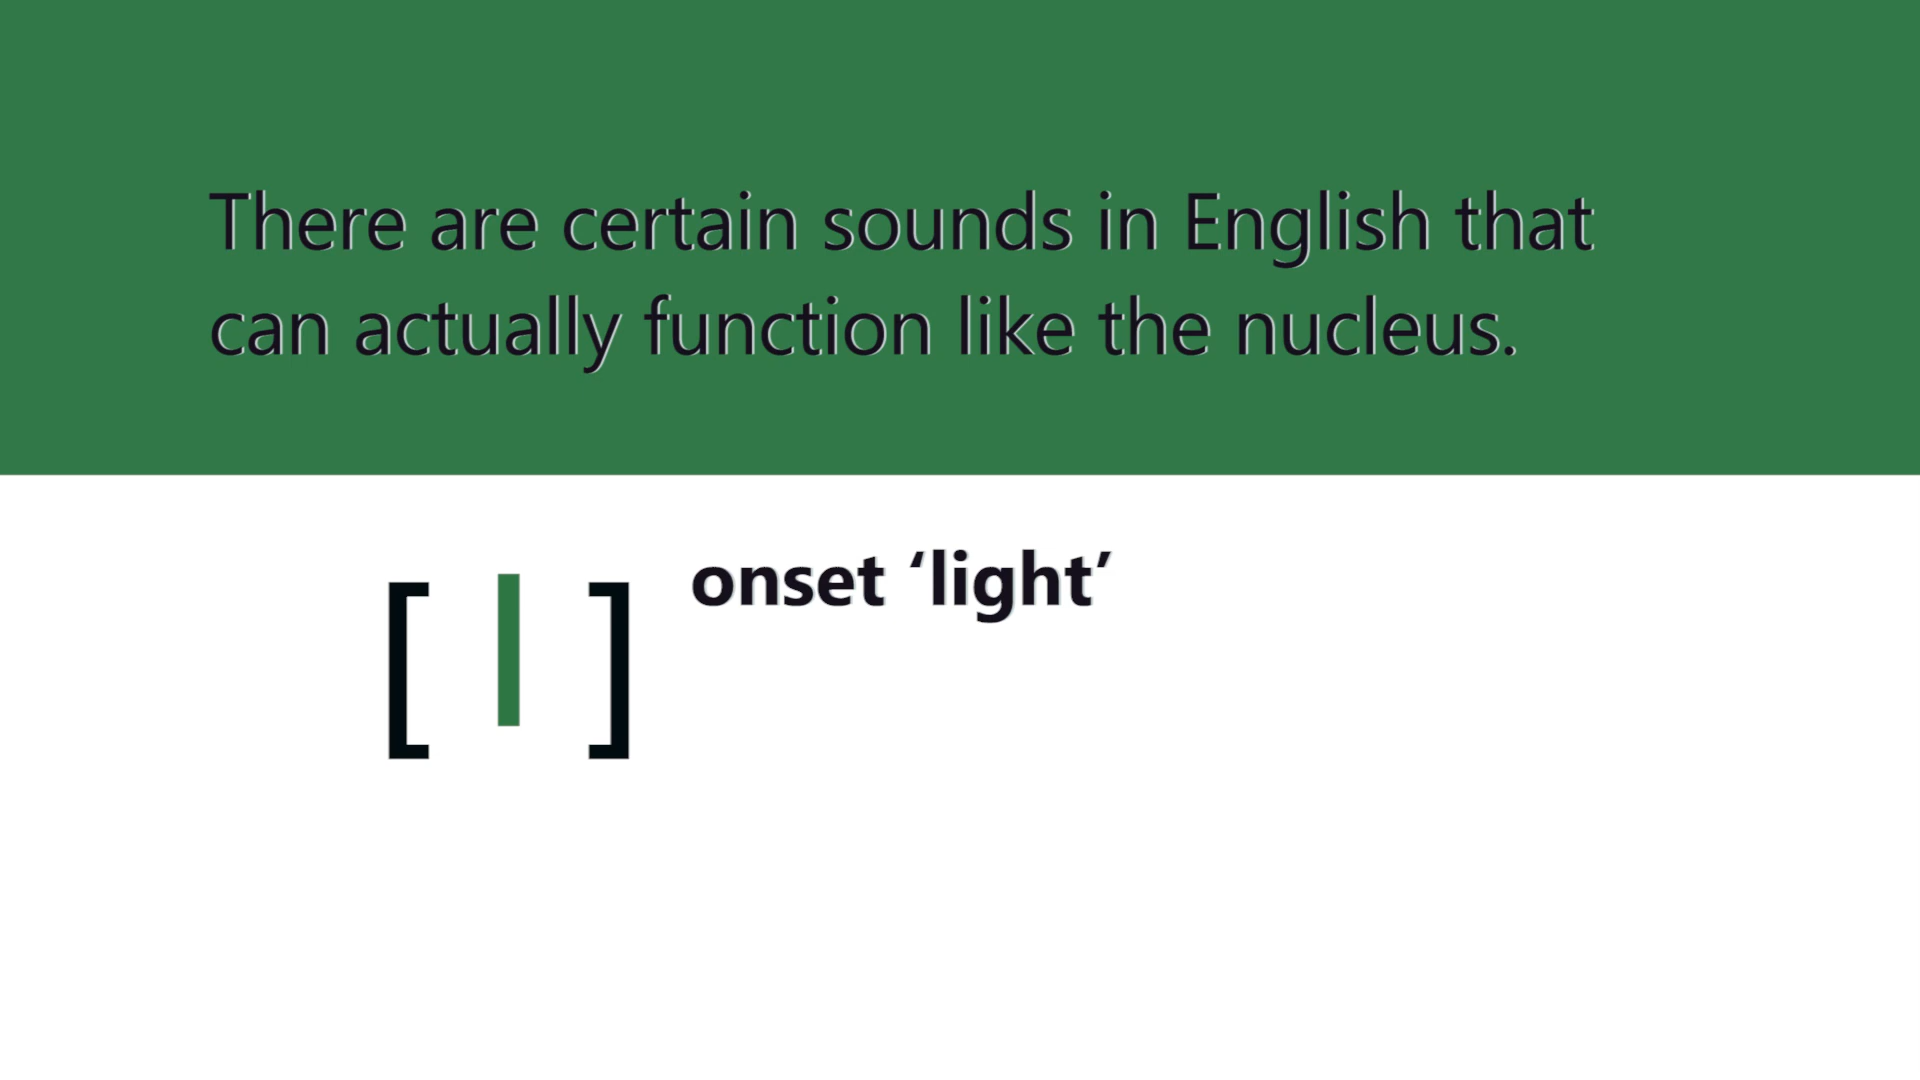 There are certain sounds in English that
can actually function like the nucleus.
[ l ] onset ‘light’